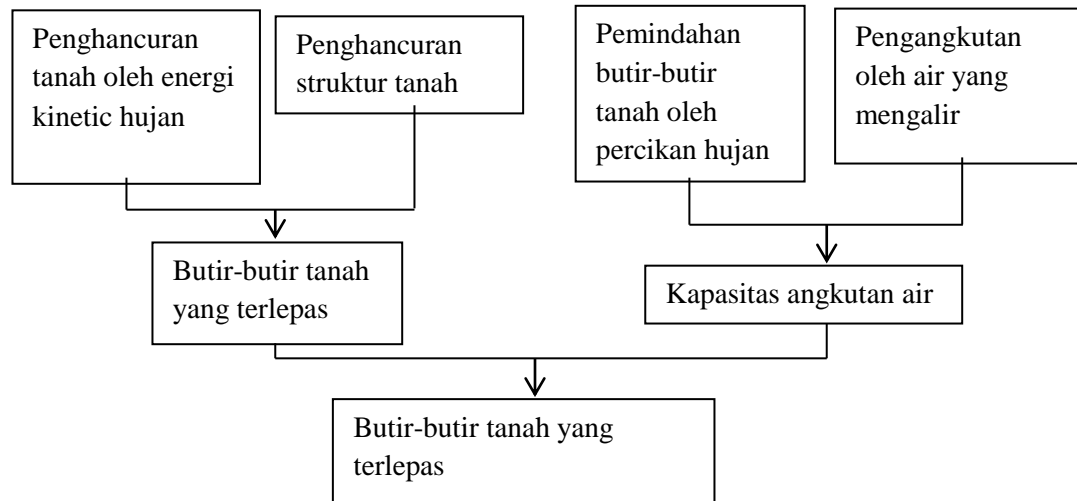 Penghancuran
tanah oleh energi
kinetic hujan
Penghancuran
struktur tanah
Pemindahan
butir-butir
tanah oleh
percikan hujan
Pengangkutan
oleh air yang
mengalir
Butir-butir tanah
yang terlepas
Kapasitas angkutan air
Butir-butir tanah yang
terlepas